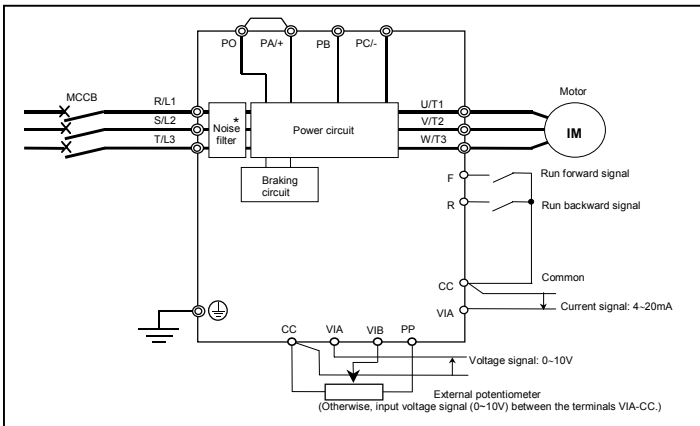 PO PA/+ PB PC/-
MCCB
Motor
R/L1
S/L2
T/L3
*
Noise
filter
Power circuit
U/T1
V/T2
W/T3
IM
Braking
circuit
F
Run forward signal
R
Run backward signal
CC
Common
VIA
Current signal: 4~20mA
CC VIA VIB PP
Voltage signal: 0~10V
External potentiometer
(Otherwise, input voltage signal (0~10V) between the terminals VIA-CC.)